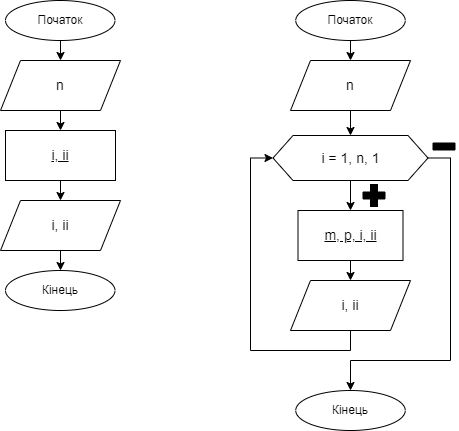 Початок
n
i, ii
i, ii
Кінець
Початок
n
i = 1, n, 1
m, p, i, ii
i, ii
Кінець